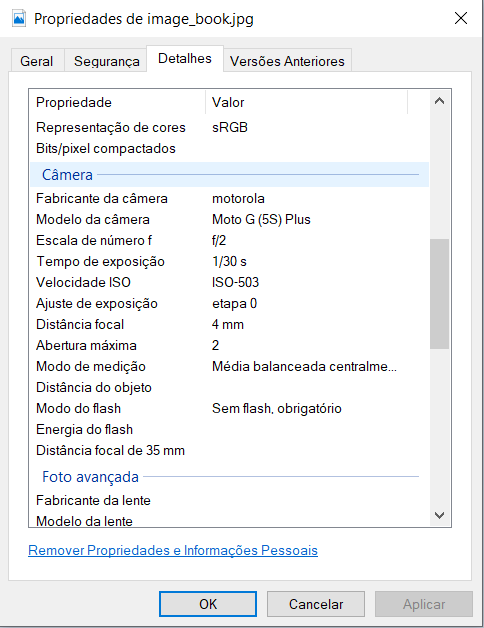 Propriedades de image_book.jpg
Geral Segurança Detalhes Versões Anteriores
Propriedade Valor
Representação de cores sRGB
Bits/pixel compactados
Câmera
Fabricante da câmera motorola
Modelo da câmera Moto G (5S) Plus
Escala de número f f/2
Tempo de exposição 1/30 s
Velocidade ISO ISO-503
Ajuste de exposição etapa 0
Distância focal 4 mm
Abertura máxima 2
Modo de medição Média balanceada centralme...
Distância do objeto
Modo do flash Sem flash, obrigatório
Energia do flash
Distância focal de 35 mm
Foto avançada
Fabricante da lente
Modelo da lente
Remover Propriedades e Informações Pessoais
OK Cancelar Aplicar